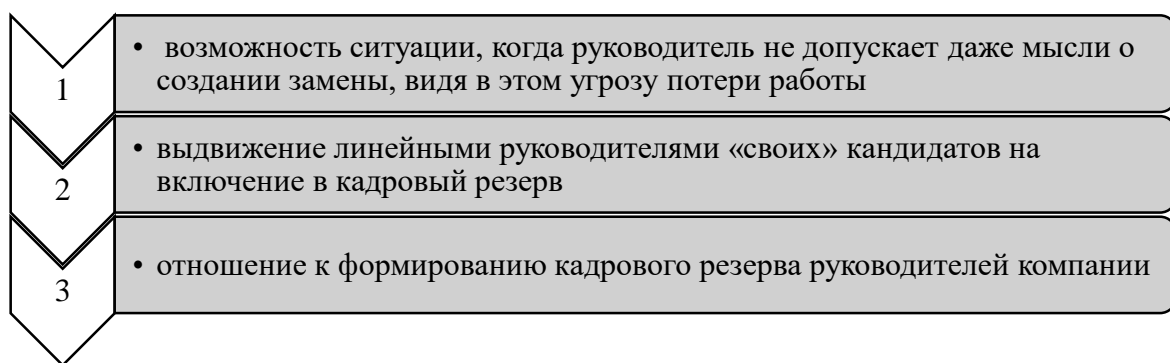 1
• возможность ситуации, когда руководитель не допускает даже мысли о
создании замены, видя в этом угрозу потери работы
2
• выдвижение линейными руководителями «своих» кандидатов на
включение в кадровый резерв
3
• отношение к формированию кадрового резерва руководителей компании